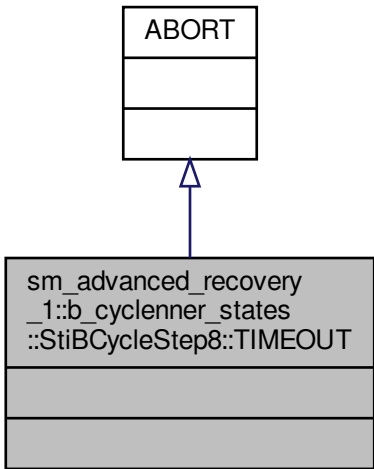 ABORT
sm_advanced_recovery
_1::b_cyclenner_states
::StiBCycleStep8::TIMEOUT